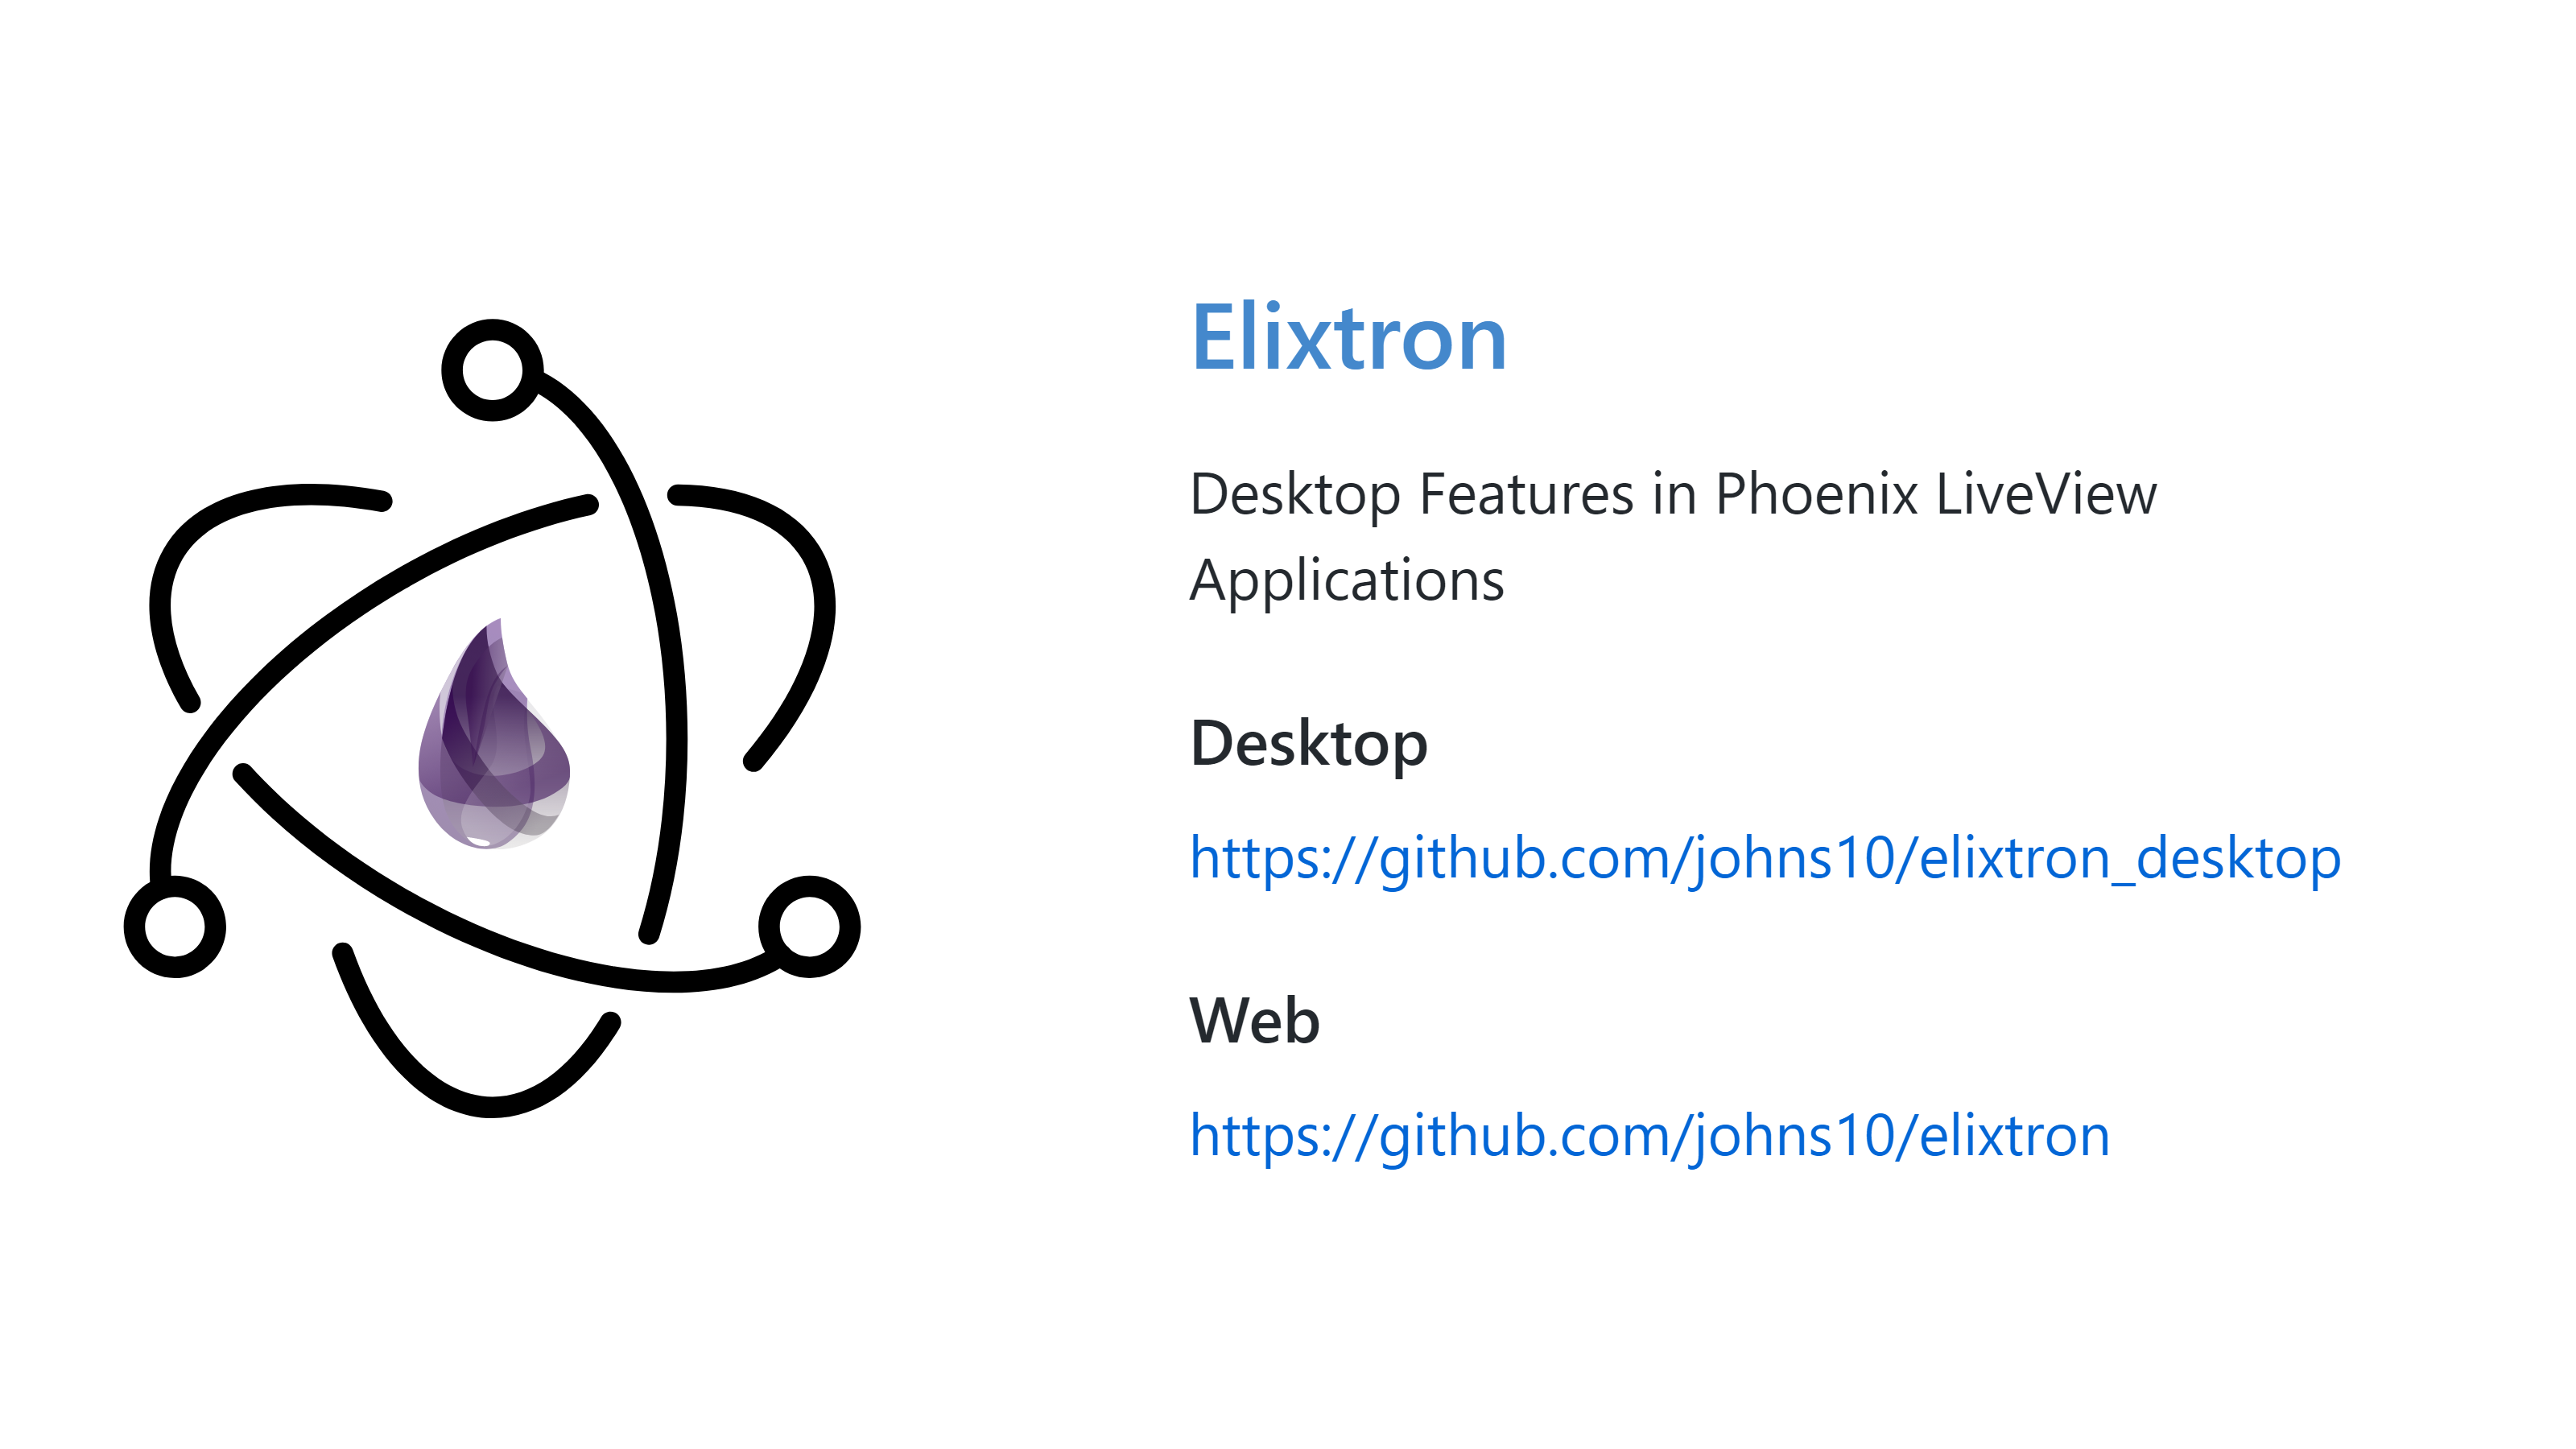 Elixtron
Desktop Features in Phoenix LiveView
Applications
Desktop
https://github.com/johns10/elixtron_desktop
Web
https://github.com/johns10/elixtron